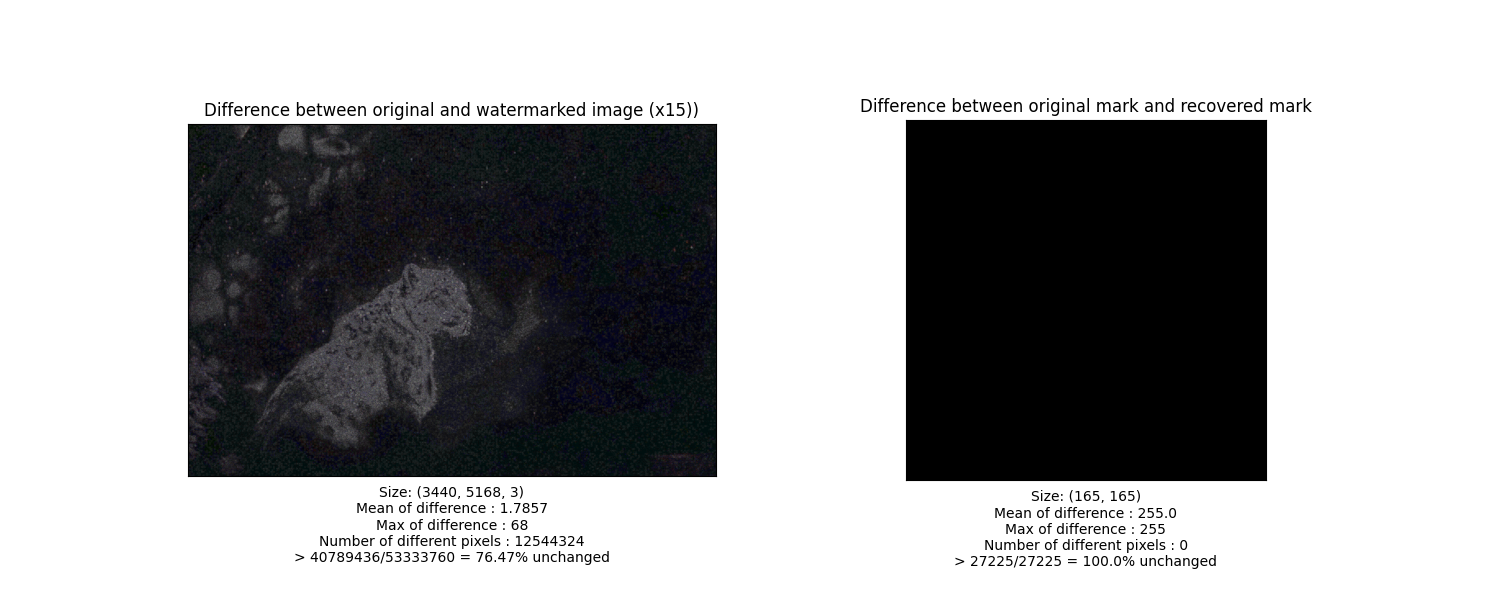 Difference between original and watermarked image (x15))
Size: (3440, 5168, 3)
Mean of difference : 1.7857
Max of difference : 68
Number of different pixels : 12544324
> 40789436/53333760 = 76.47% unchanged
Difference between original mark and recovered mark
Size: (165, 165)
Mean of difference : 255.0
Max of difference : 255
Number of different pixels : 0
> 27225/27225 = 100.0% unchanged